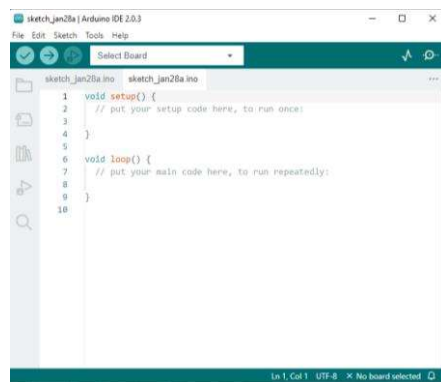 sketch_jan28a | Arduino IDE 2.0.3
File Edit Sketch Tools Help
Select Board
sketch_jan28a.ino sketch_jan28a.ino
1 void setup() {
2 // put your setup code here, to run once:
3
4 }
5
6 void loop() {
7 // put your main code here, to run repeatedly:
8
9 }
10
Ln 1, Col 1 UTF-8 × No board selected